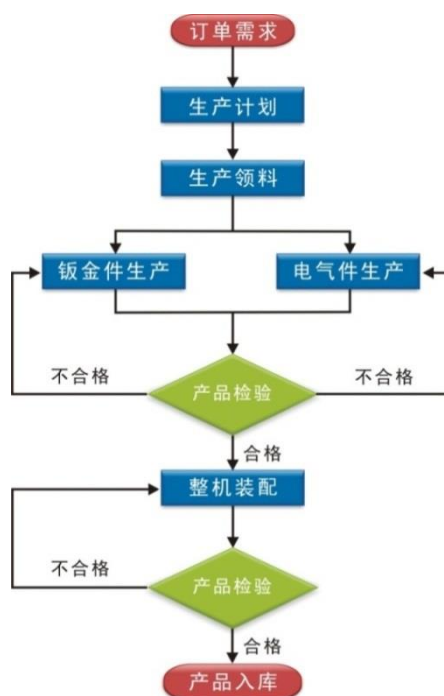 订单需求
生产计划
生产领料
钣金件生产
电气件生产
不合格
产品检验
不合格
合格
整机装配
不合格
产品检验
合格
产品入库